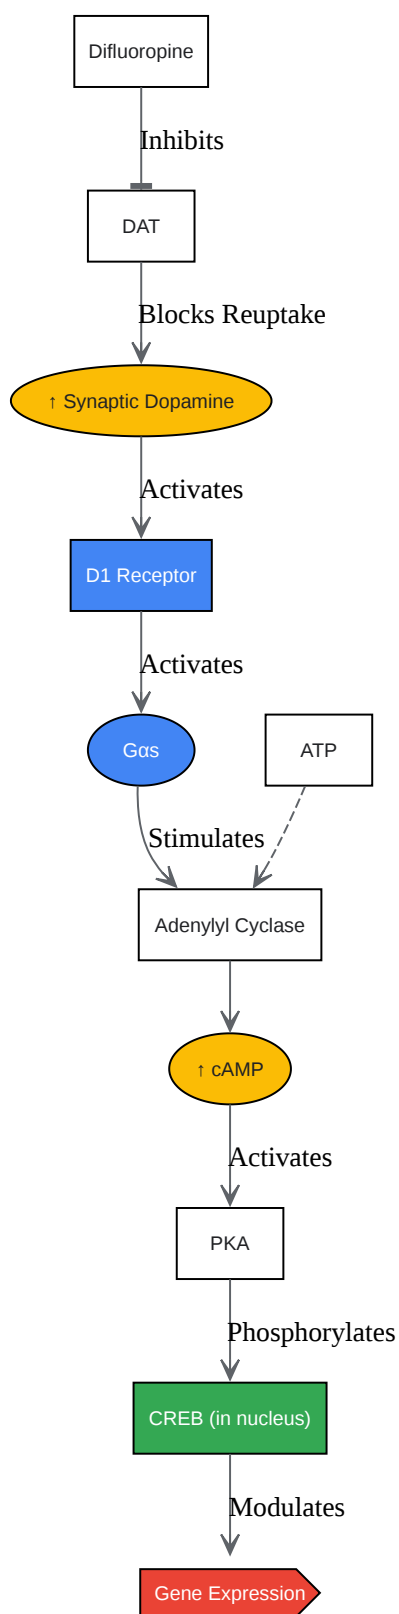 Difluoropine
Inhibits
DAT
Blocks Reuptake
↑ Synaptic Dopamine
Activates
D1 Receptor
Activates
Gαs
ATP
Stimulates
Adenylyl Cyclase
↑ cAMP
Activates
PKA
Phosphorylates
CREB (in nucleus)
Modulates
Gene Expression